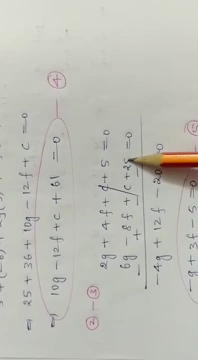 ⇒ 25 + 36 + 10g - 12f + c = 0
⇒ 10g - 12f + c + 61 = 0 — ④
② - ③
2g + 4f + c + 5 = 0
6g - 8f + c + 25 = 0
- + -
-4g + 12f - 20 = 0
-g + 3f - 5 = 0 — ⑤